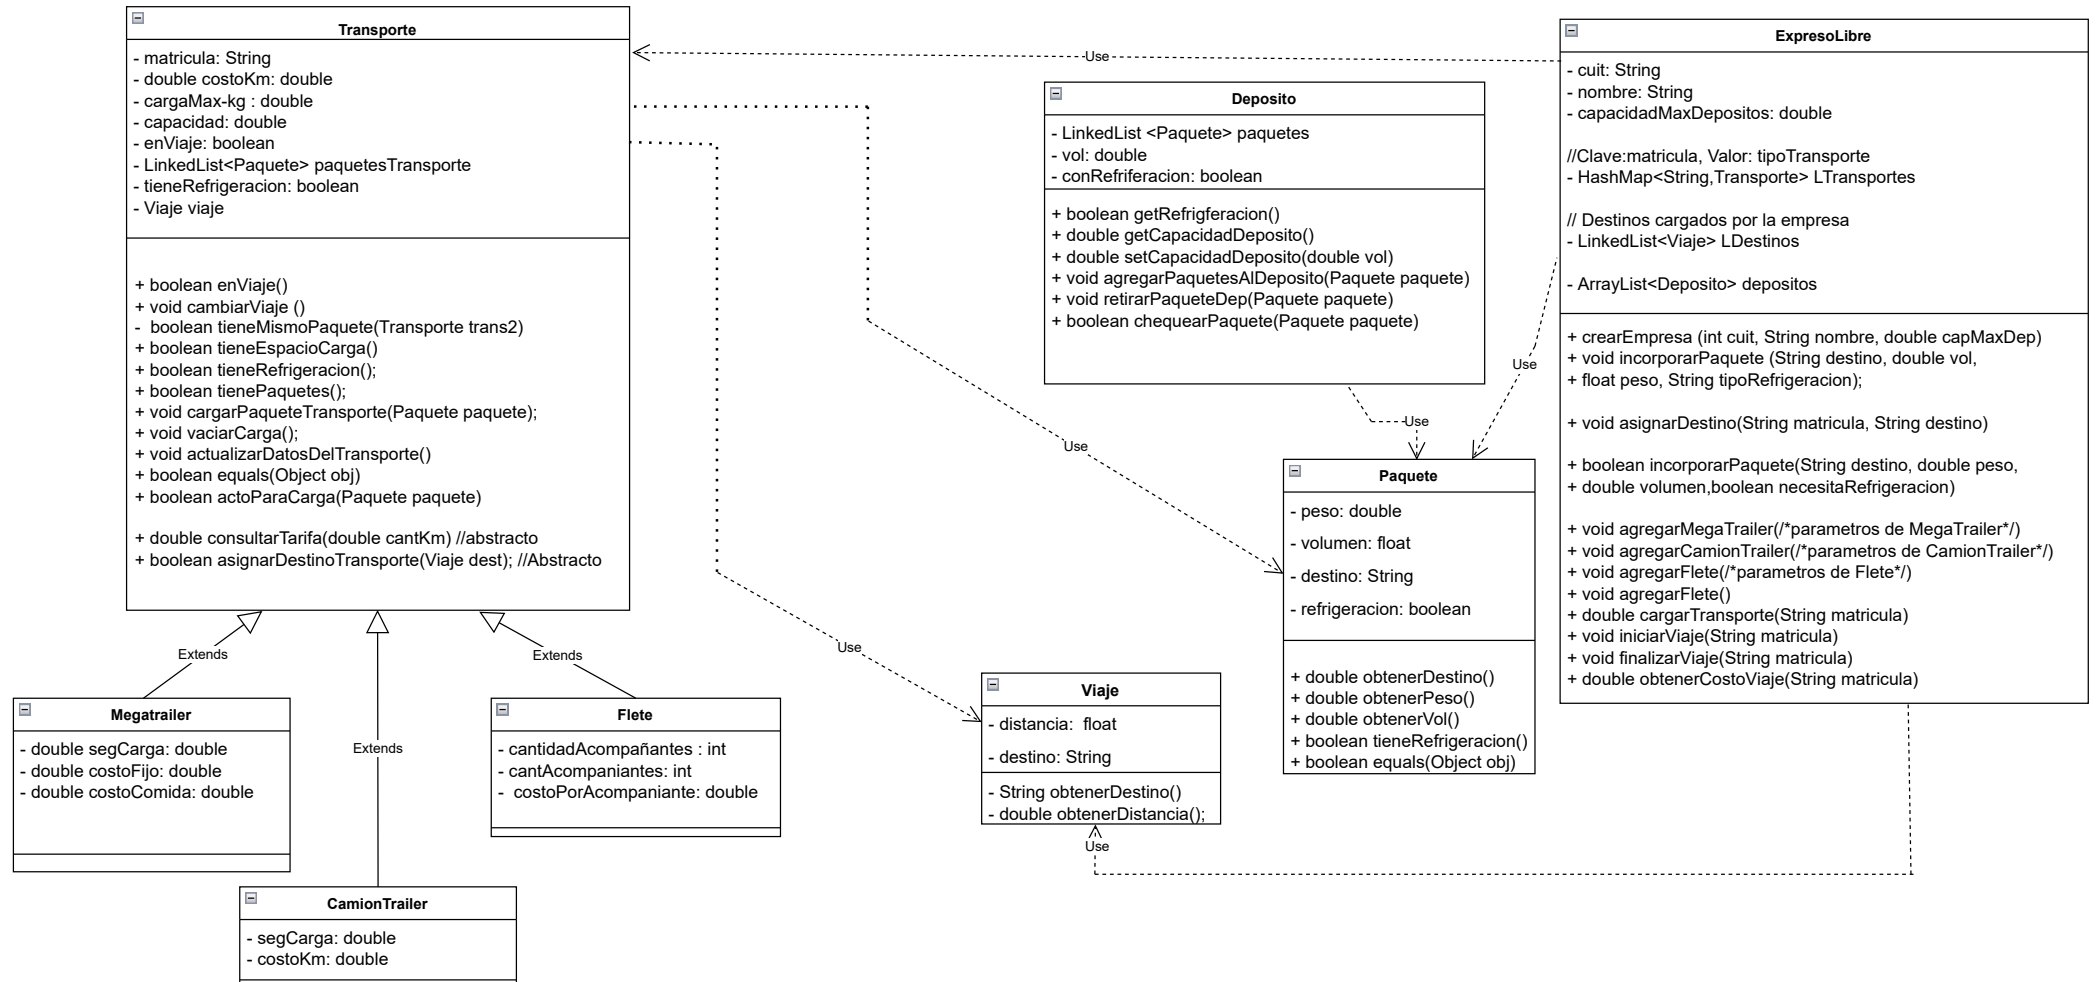 Transporte
- matricula: String
- double costoKm: double
- cargaMax-kg : double
- capacidad: double
- enViaje: boolean
- LinkedList<Paquete> paquetesTransporte
- tieneRefrigeracion: boolean
- Viaje viaje
+ boolean enViaje()
+ void cambiarViaje ()
- boolean tieneMismoPaquete(Transporte trans2)
+ boolean tieneEspacioCarga()
+ boolean tieneRefrigeracion();
+ boolean tienePaquetes();
+ void cargarPaqueteTransporte(Paquete paquete);
+ void vaciarCarga();
+ void actualizarDatosDelTransporte()
+ boolean equals(Object obj)
+ boolean actoParaCarga(Paquete paquete)
+ double consultarTarifa(double cantKm) //abstracto
+ boolean asignarDestinoTransporte(Viaje dest); //Abstracto
Use
Deposito
- LinkedList <Paquete> paquetes
- vol: double
- conRefriferacion: boolean
+ boolean getRefrigferacion()
+ double getCapacidadDeposito()
+ double setCapacidadDeposito(double vol)
+ void agregarPaquetesAlDeposito(Paquete paquete)
+ void retirarPaqueteDep(Paquete paquete)
+ boolean chequearPaquete(Paquete paquete)
ExpresoLibre
- cuit: String
- nombre: String
- capacidadMaxDepositos: double
//Clave:matricula, Valor: tipoTransporte
- HashMap<String,Transporte> LTransportes
// Destinos cargados por la empresa
- LinkedList<Viaje> LDestinos
- ArrayList<Deposito> depositos
+ crearEmpresa (int cuit, String nombre, double capMaxDep)
+ void incorporarPaquete (String destino, double vol,
+ float peso, String tipoRefrigeracion);
+ void asignarDestino(String matricula, String destino)
+ boolean incorporarPaquete(String destino, double peso,
+ double volumen,boolean necesitaRefrigeracion)
+ void agregarMegaTrailer(/*parametros de MegaTrailer*/)
+ void agregarCamionTrailer(/*parametros de CamionTrailer*/)
+ void agregarFlete(/*parametros de Flete*/)
+ void agregarFlete()
+ double cargarTransporte(String matricula)
+ void iniciarViaje(String matricula)
+ void finalizarViaje(String matricula)
+ double obtenerCostoViaje(String matricula)
Use
Use
Use
Paquete
- peso: double
- volumen: float
- destino: String
- refrigeracion: boolean
+ double obtenerDestino()
+ double obtenerPeso()
+ double obtenerVol()
+ boolean tieneRefrigeracion()
+ boolean equals(Object obj)
Use
Viaje
- distancia: float
- destino: String
- String obtenerDestino()
- double obtenerDistancia();
Use
Extends
Extends
Extends
Megatrailer
- double segCarga: double
- double costoFijo: double
- double costoComida: double
Flete
- cantidadAcompañantes : int
- cantAcompaniantes: int
- costoPorAcompaniante: double
CamionTrailer
- segCarga: double
- costoKm: double